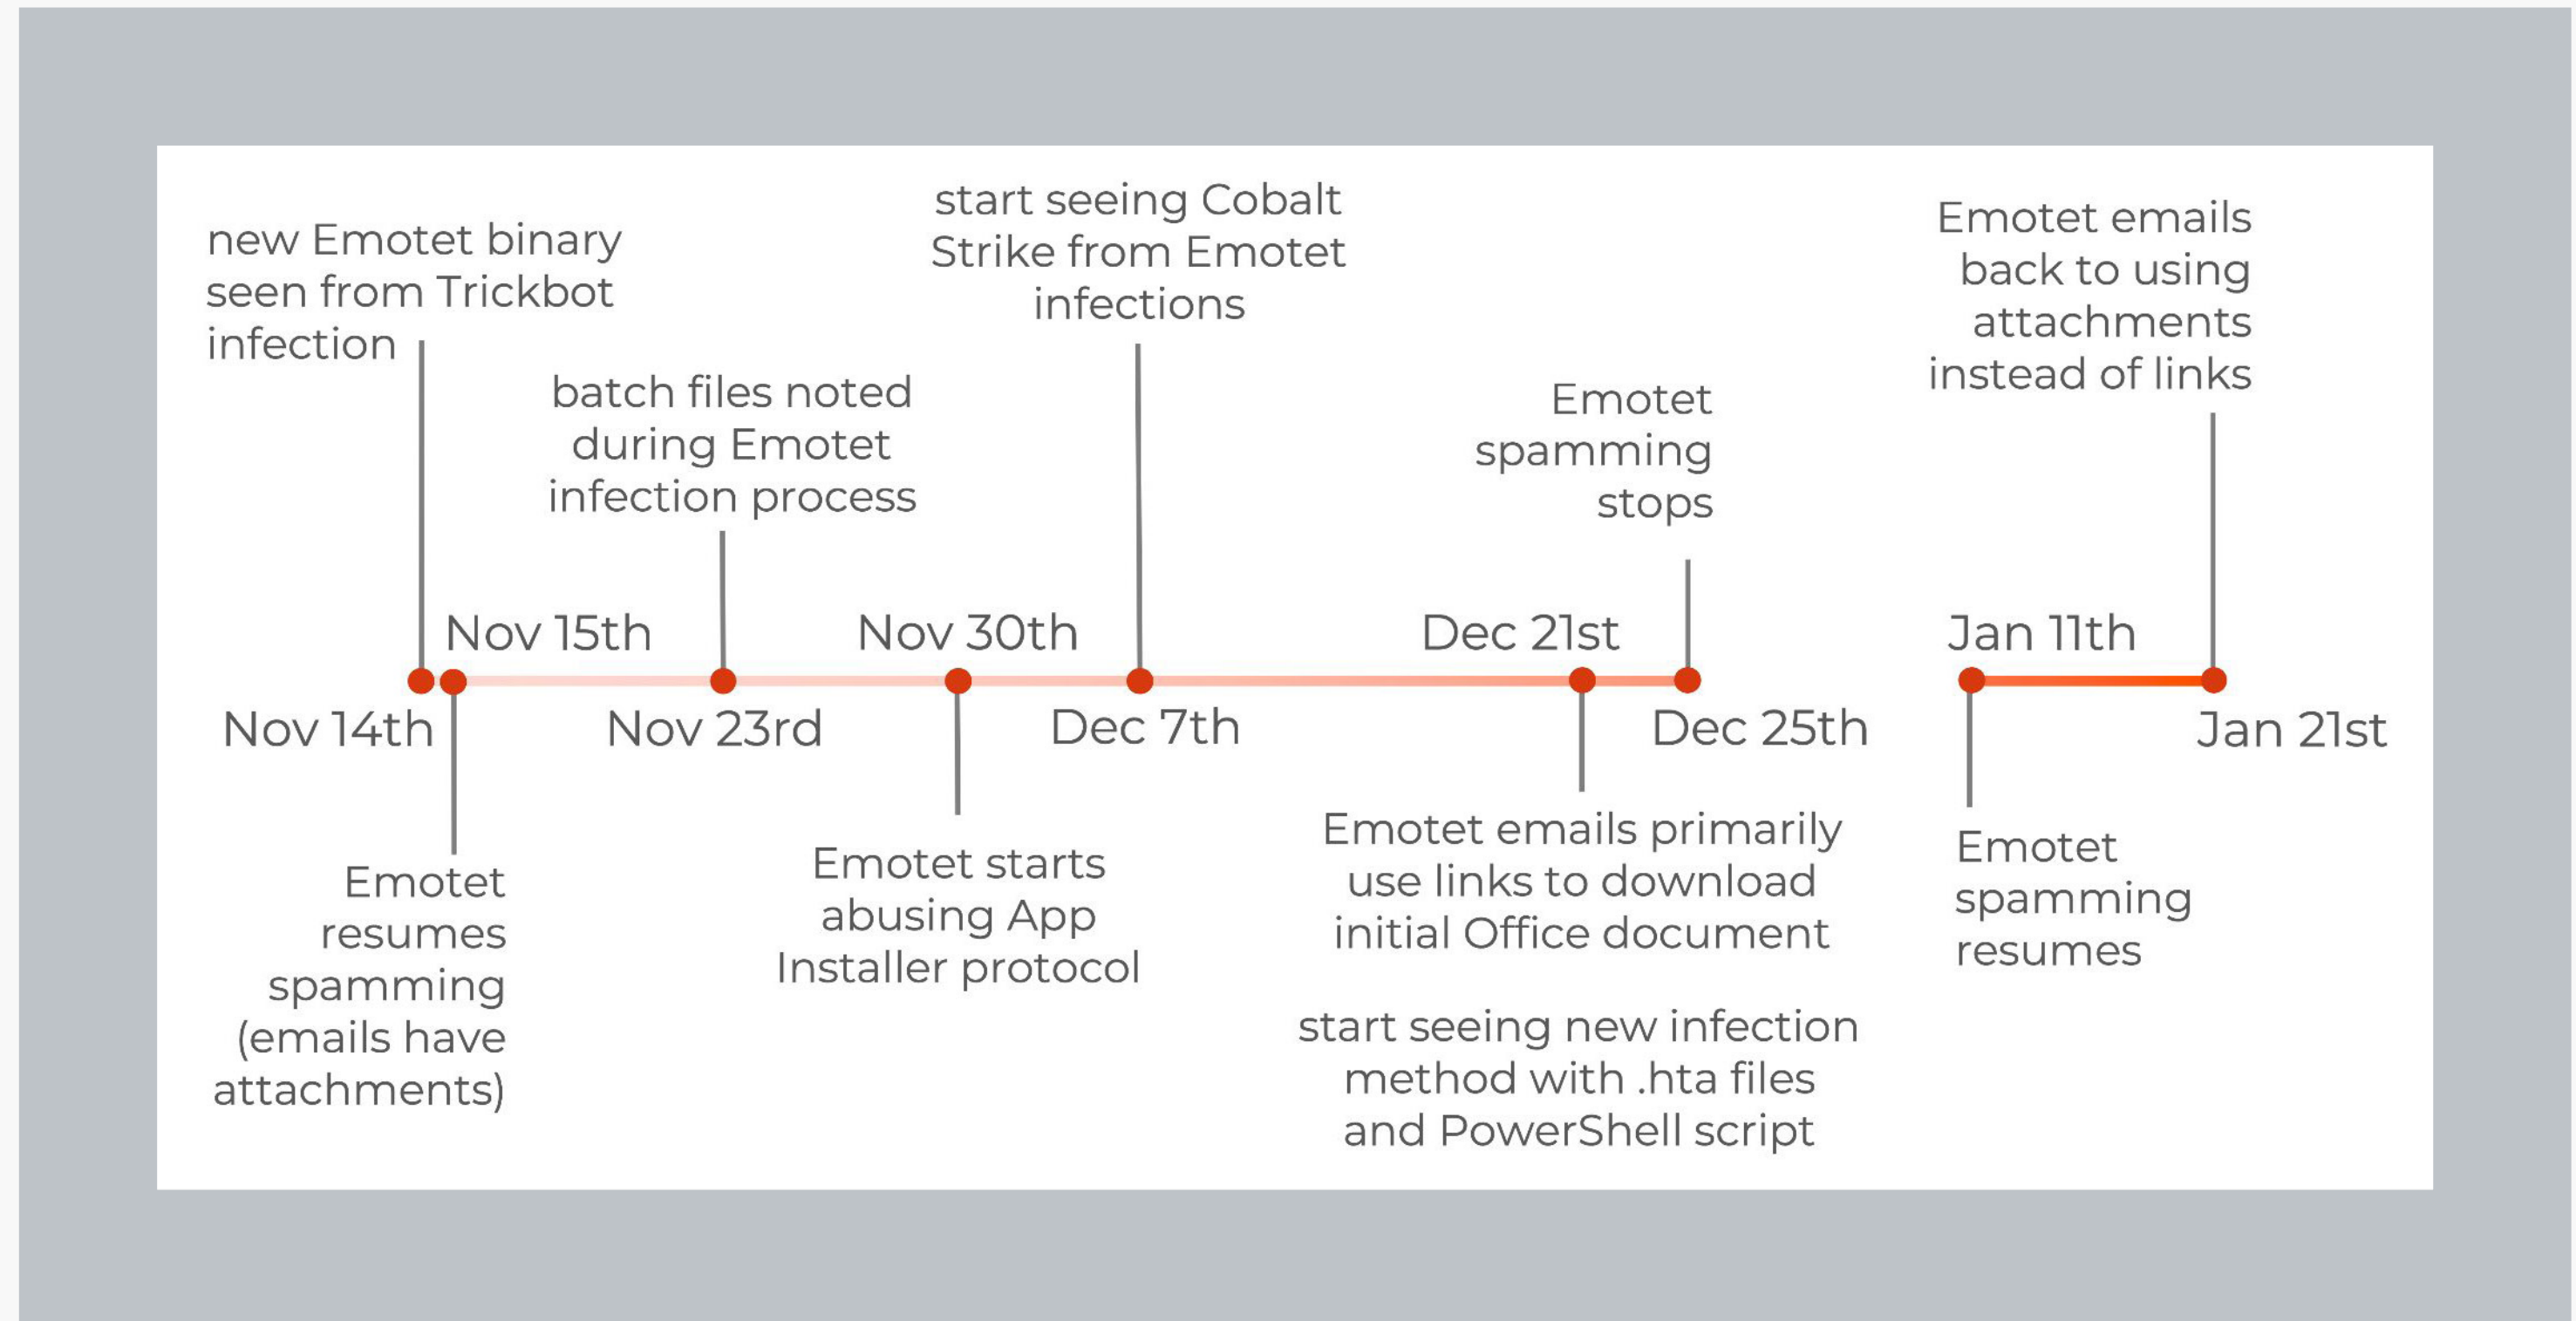 new Emotet binary
seen from Trickbot
infection
batch files noted
during Emotet
infection process
start seeing Cobalt
Strike from Emotet
infections
Emotet
spamming
stops
Emotet emails
back to using
attachments
instead of links
Nov 15th
Nov 30th
Dec 21st
Jan 11th
Nov 14th
Nov 23rd
Dec 7th
Dec 25th
Jan 21st
Emotet
resumes
spamming
(emails have
attachments)
Emotet starts
abusing App
Installer protocol
Emotet emails primarily
use links to download
initial Office document
start seeing new infection
method with .hta files
and PowerShell script
Emotet
spamming
resumes